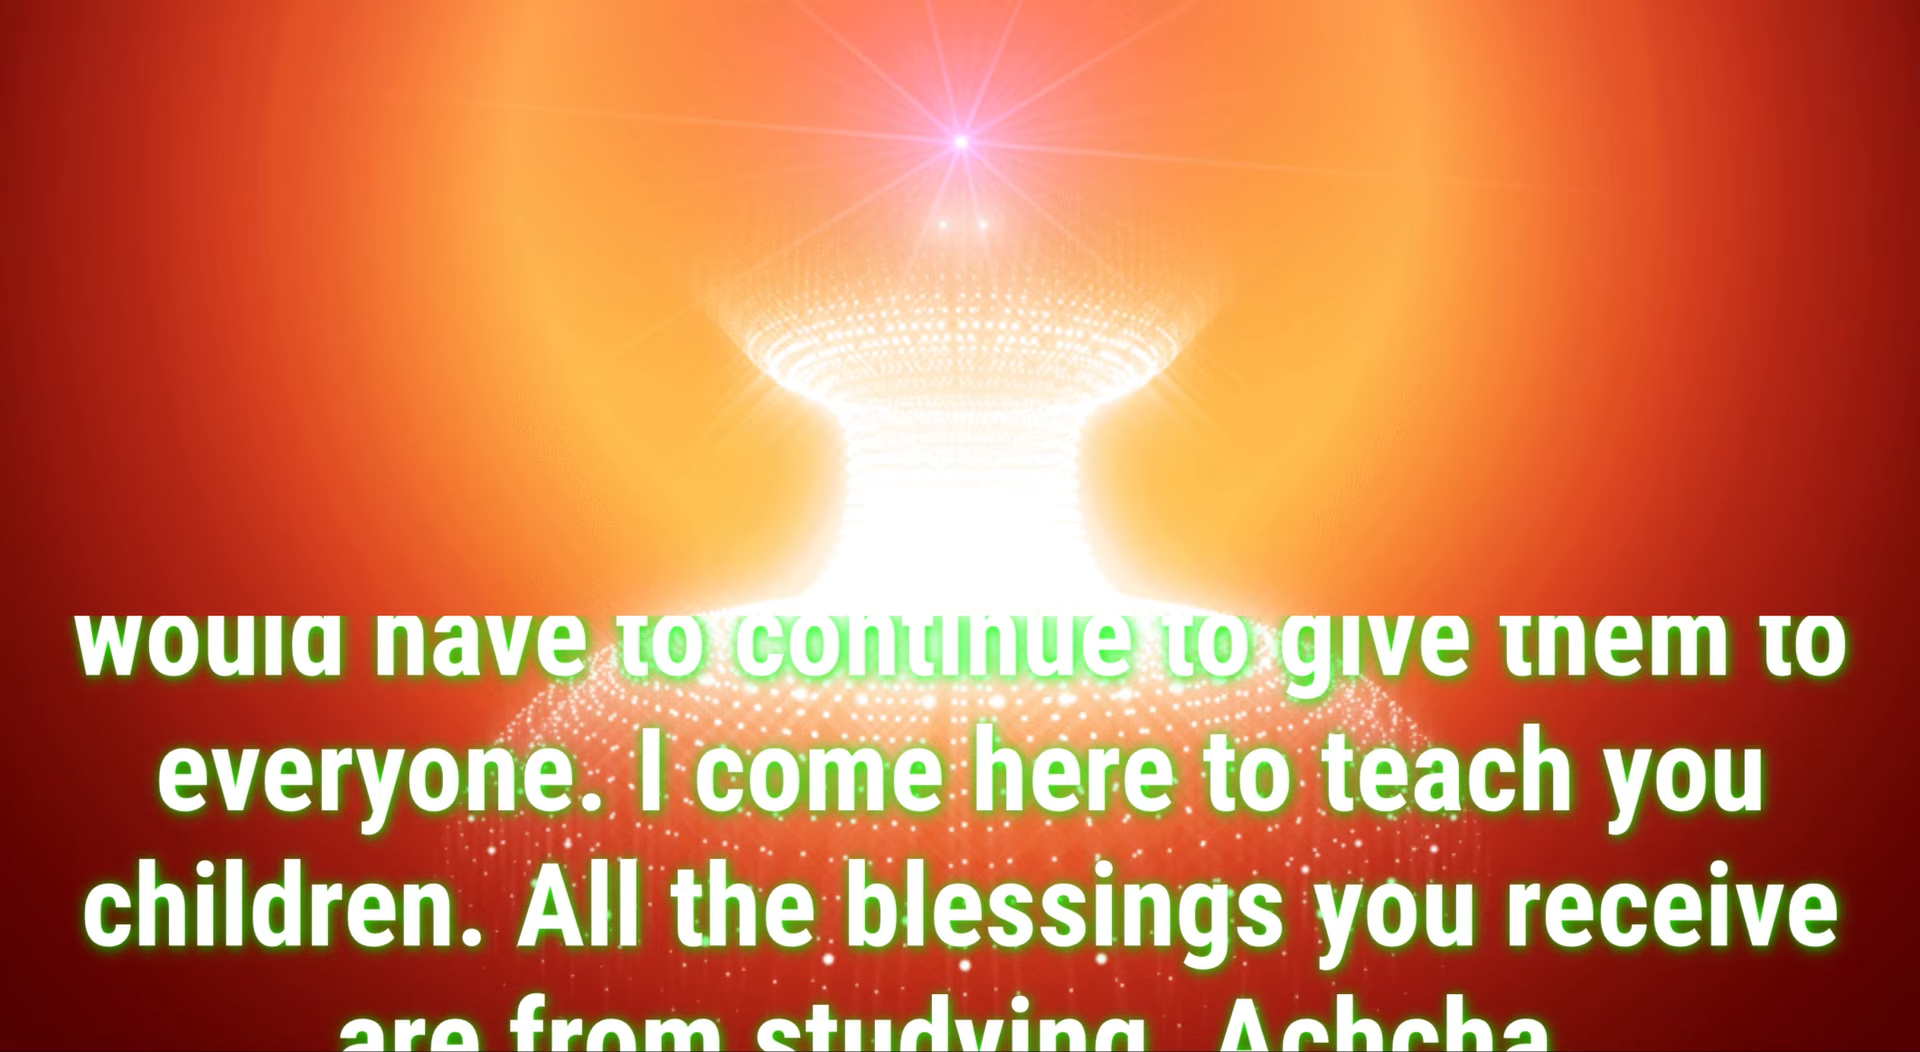 would have to continue to give them to
everyone. I come here to teach you
children. All the blessings you receive
are from studying. Achcha